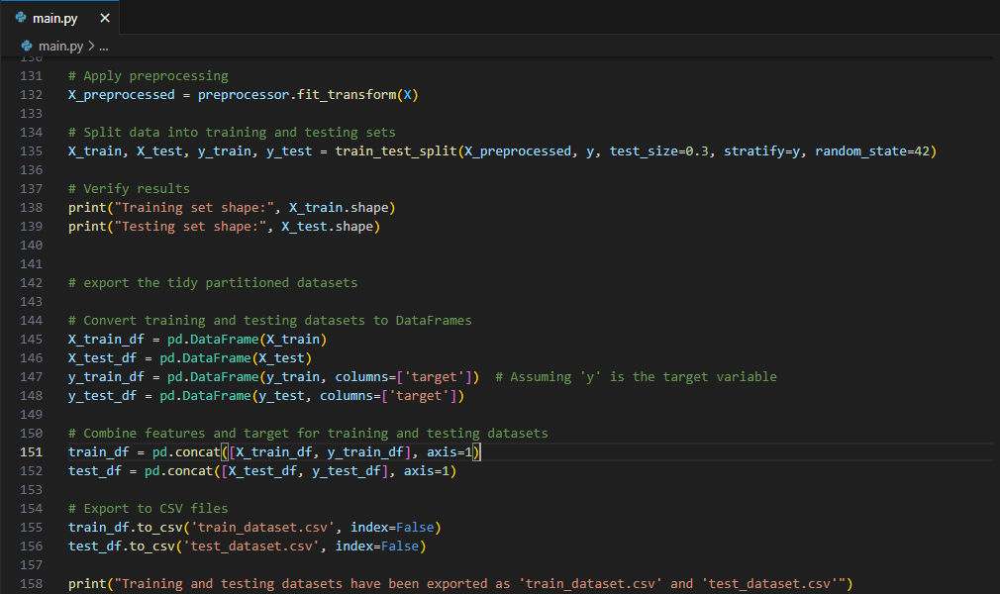 main.py ×
main.py > ...
130
131 # Apply preprocessing
132 X_preprocessed = preprocessor.fit_transform(X)
133
134 # Split data into training and testing sets
135 X_train, X_test, y_train, y_test = train_test_split(X_preprocessed, y, test_size=0.3, stratify=y, random_state=42)
136
137 # Verify results
138 print("Training set shape:", X_train.shape)
139 print("Testing set shape:", X_test.shape)
140
141
142 # export the tidy partitioned datasets
143
144 # Convert training and testing datasets to DataFrames
145 X_train_df = pd.DataFrame(X_train)
146 X_test_df = pd.DataFrame(X_test)
147 y_train_df = pd.DataFrame(y_train, columns=['target']) # Assuming 'y' is the target variable
148 y_test_df = pd.DataFrame(y_test, columns=['target'])
149
150 # Combine features and target for training and testing datasets
151 train_df = pd.concat([X_train_df, y_train_df], axis=1)
152 test_df = pd.concat([X_test_df, y_test_df], axis=1)
153
154 # Export to CSV files
155 train_df.to_csv('train_dataset.csv', index=False)
156 test_df.to_csv('test_dataset.csv', index=False)
157
158 print("Training and testing datasets have been exported as 'train_dataset.csv' and 'test_dataset.csv'")